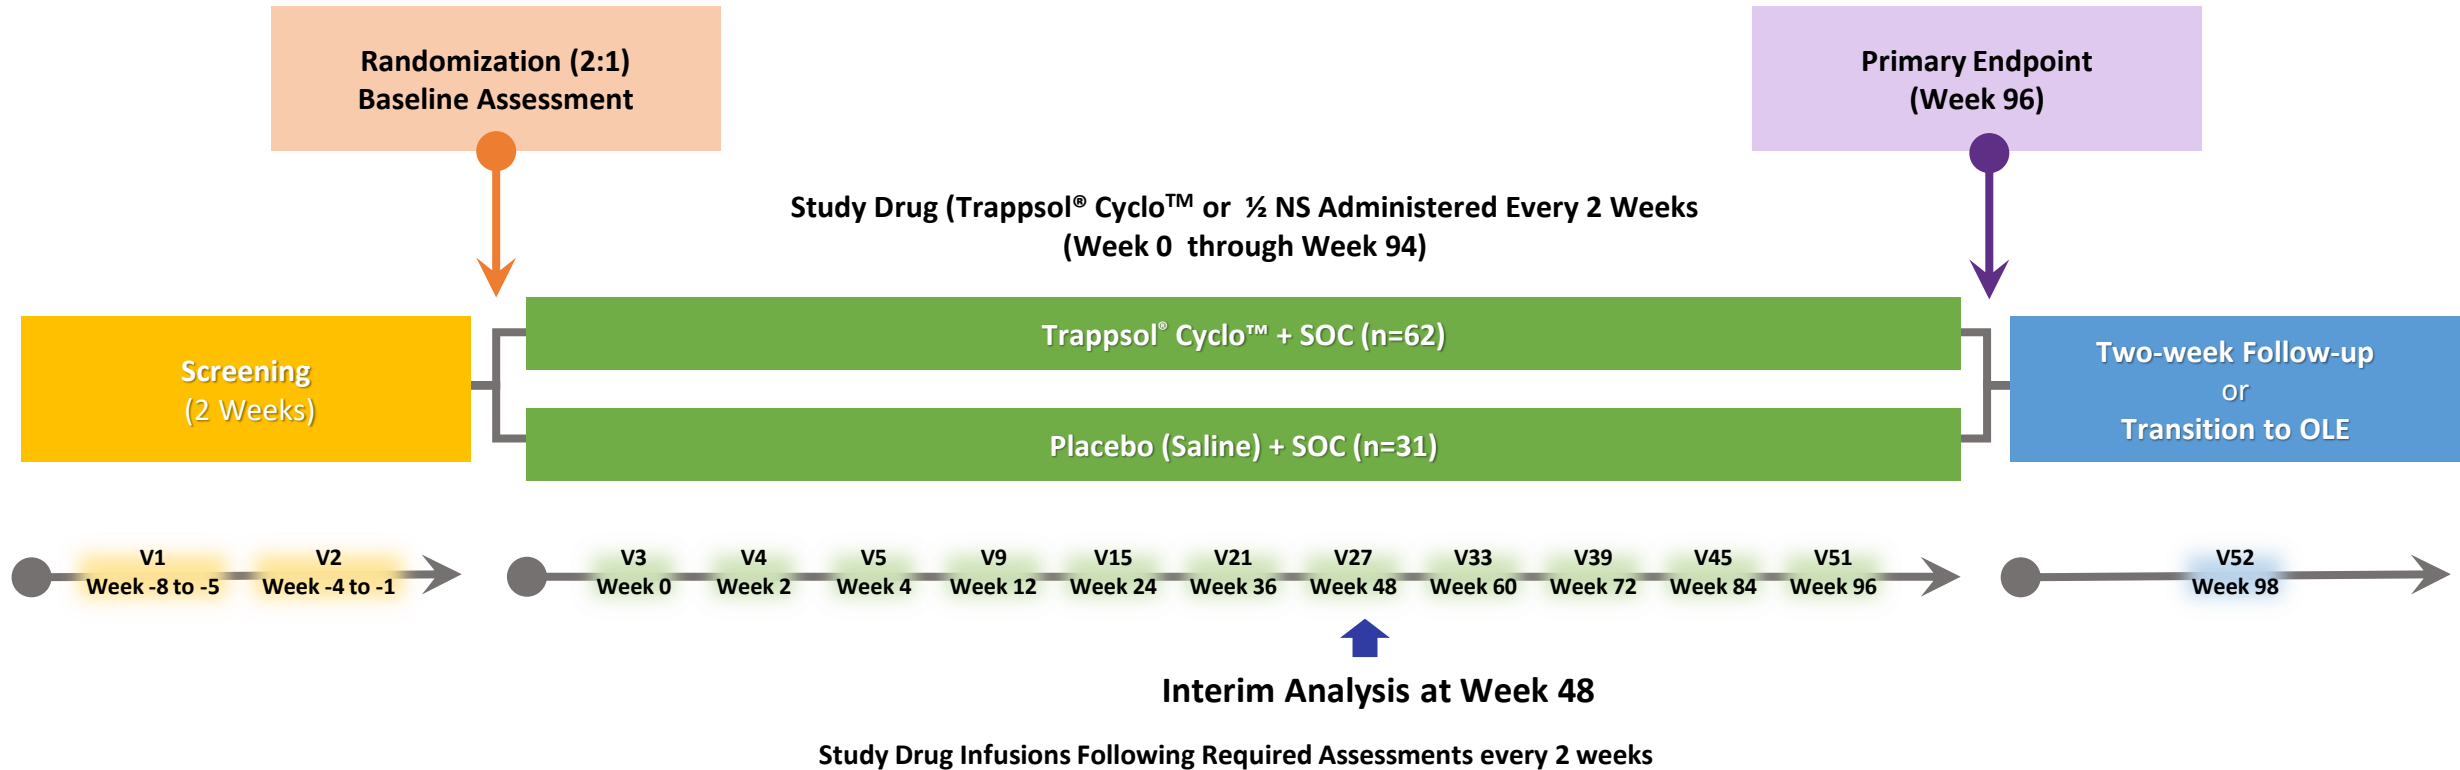 Randomization (2:1)
Baseline Assessment
Primary Endpoint
(Week 96)
Study Drug (Trappsol® Cyclo™ or ½ NS Administered Every 2 Weeks
(Week 0 through Week 94)
Screening
(2 Weeks)
Trappsol® Cyclo™ + SOC (n=62)
Placebo (Saline) + SOC (n=31)
Two-week Follow-up
or
Transition to OLE
V1
Week -8 to -5
V2
Week -4 to -1
V3
Week 0
V4
Week 2
V5
Week 4
V9
Week 12
V15
Week 24
V21
Week 36
V27
Week 48
V33
Week 60
V39
Week 72
V45
Week 84
V51
Week 96
V52
Week 98
Interim Analysis at Week 48
Study Drug Infusions Following Required Assessments every 2 weeks